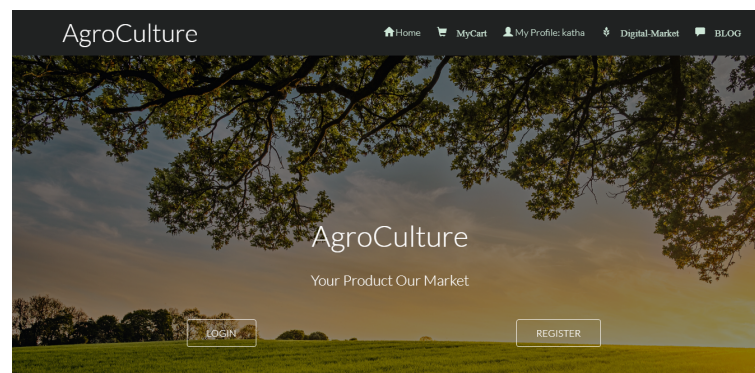 AgroCulture Home MyCart My Profile: katha Digital-Market BLOG
AgroCulture
Your Product Our Market
LOGIN REGISTER